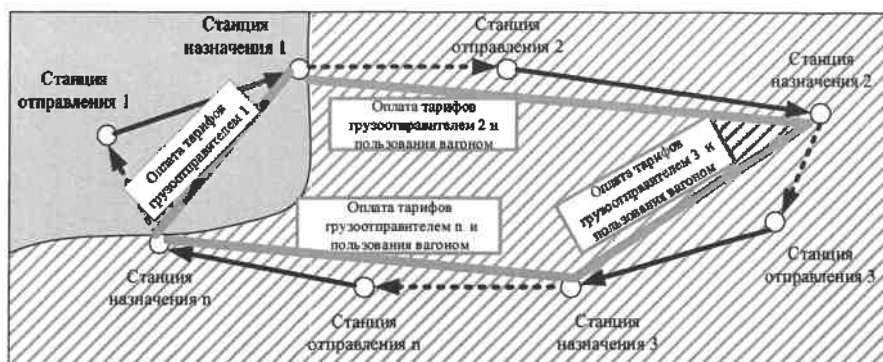 Станция
назначения 1
Станция
отправления 2
Станция
назначения 2
Станция
отправления 1
Оплата тарифов
грузоотправителем 1
Оплата тарифов
грузоотправителем 2 и
пользования вагоном
Оплата тарифов
грузоотправителем 3 и
пользования вагоном
Оплата тарифов
грузоотправителем n и
пользования вагоном
Станция
назначения n
Станция
отправления n
Станция
назначения 3
Станция
отправления 3